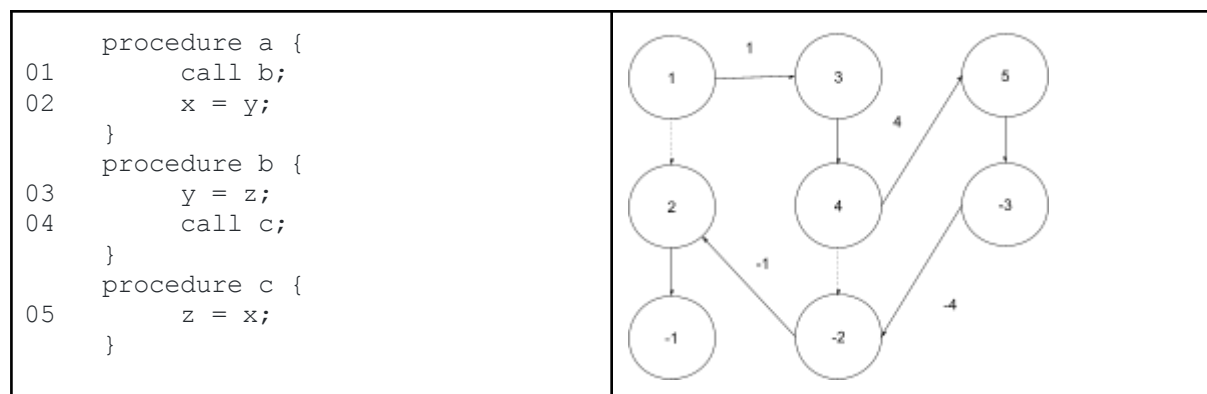 procedure a {
01 call b;
02 x = y;
}
procedure b {
03 y = z;
04 call c;
}
procedure c {
05 z = x;
}
1
1 3 5
4
2 4 -3
-1
-4
-1 -2